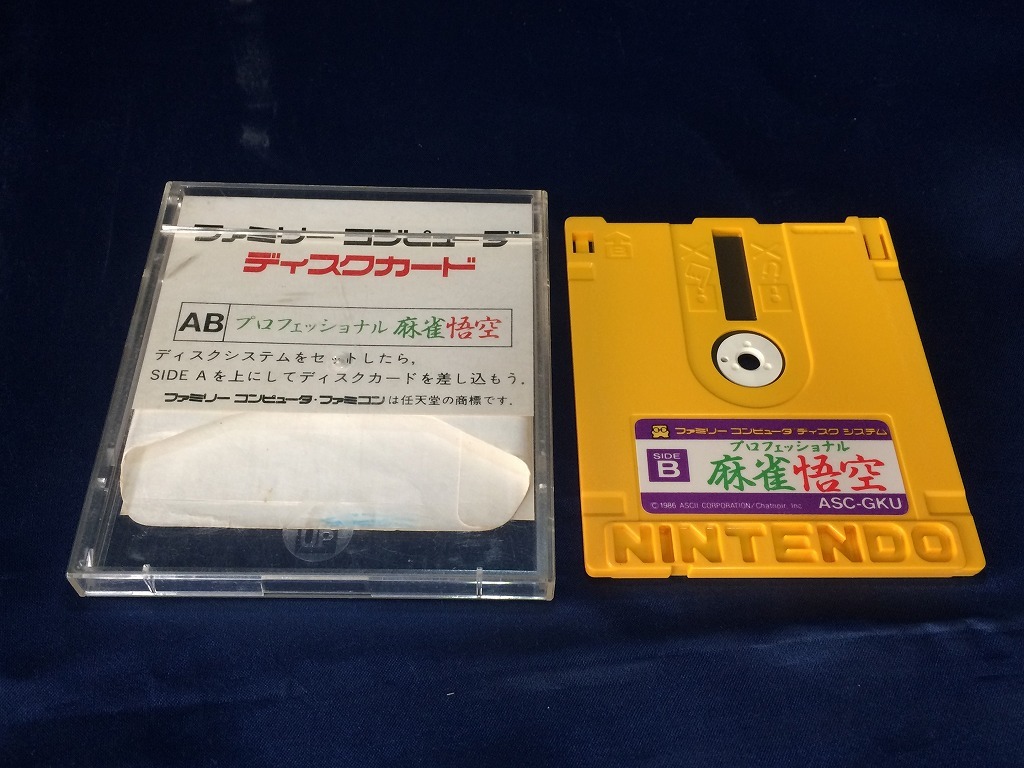 ファミリー コンピュータ™
ディスクカード
AB プロフェッショナル 麻雀悟空
ディスクシステムをセットしたら,
SIDE A を上にしてディスクカードを差し込もう.
ファミリー コンピュータ・ファミコンは任天堂の商標です.
UP
ファミリー コンピュータ ディスク システム
プロフェッショナル
SIDE
B
麻雀悟空
© 1986 ASCII CORPORATION/Chatnoir, Inc
ASC-GKU
NINTENDO